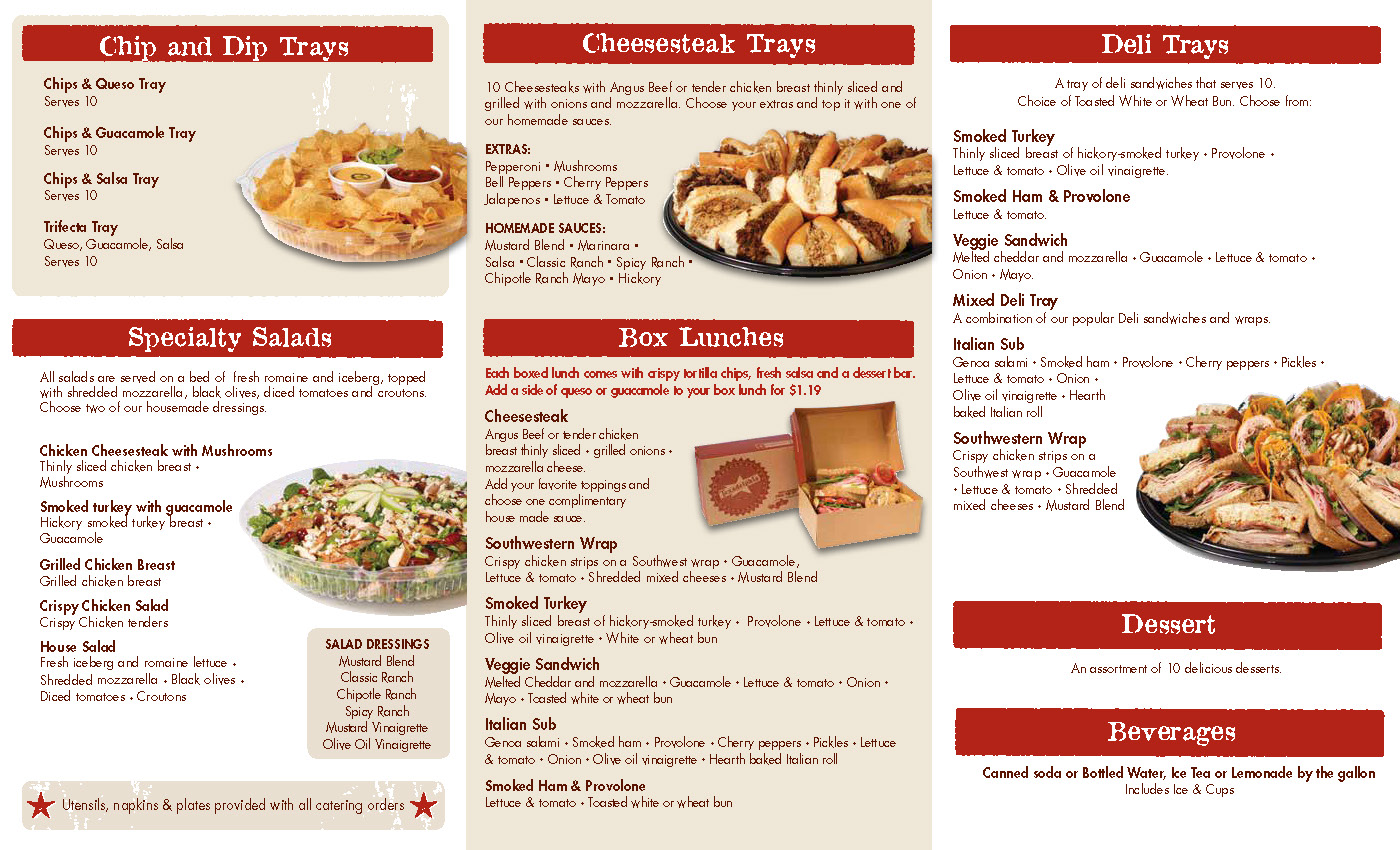 Chip and Dip Trays
Chips & Queso Tray
Serves 10
Chips & Guacamole Tray
Serves 10
Chips & Salsa Tray
Serves 10
Trifecta Tray
Queso, Guacamole, Salsa
Serves 10
Specialty Salads
All salads are served on a bed of fresh romaine and iceberg, topped
with shredded mozzarella, black olives, diced tomatoes and croutons.
Choose two of our housemade dressings.
Chicken Cheesesteak with Mushrooms
Thinly sliced chicken breast •
Mushrooms
Smoked turkey with guacamole
Hickory smoked turkey breast •
Guacamole
Grilled Chicken Breast
Grilled chicken breast
Crispy Chicken Salad
Crispy Chicken tenders
House Salad
Fresh iceberg and romaine lettuce •
Shredded mozzarella • Black olives •
Diced tomatoes • Croutons
SALAD DRESSINGS
Mustard Blend
Classic Ranch
Chipotle Ranch
Spicy Ranch
Mustard Vinaigrette
Olive Oil Vinaigrette
Utensils, napkins & plates provided with all catering orders
Cheesesteak Trays
10 Cheesesteaks with Angus Beef or tender chicken breast thinly sliced and
grilled with onions and mozzarella. Choose your extras and top it with one of
our homemade sauces.
EXTRAS:
Pepperoni • Mushrooms
Bell Peppers • Cherry Peppers
Jalapenos • Lettuce & Tomato
HOMEMADE SAUCES:
Mustard Blend • Marinara •
Salsa • Classic Ranch • Spicy Ranch •
Chipotle Ranch Mayo • Hickory
Box Lunches
Each boxed lunch comes with crispy tortilla chips, fresh salsa and a dessert bar.
Add a side of queso or guacamole to your box lunch for $1.19
Cheesesteak
Angus Beef or tender chicken
breast thinly sliced • grilled onions •
mozzarella cheese.
Add your favorite toppings and
choose one complimentary
house made sauce.
Southwestern Wrap
Crispy chicken strips on a Southwest wrap • Guacamole,
Lettuce & tomato • Shredded mixed cheeses • Mustard Blend
Smoked Turkey
Thinly sliced breast of hickory-smoked turkey • Provolone • Lettuce & tomato •
Olive oil vinaigrette • White or wheat bun
Veggie Sandwich
Melted Cheddar and mozzarella • Guacamole • Lettuce & tomato • Onion •
Mayo • Toasted white or wheat bun
Italian Sub
Genoa salami • Smoked ham • Provolone • Cherry peppers • Pickles • Lettuce
& tomato • Onion • Olive oil vinaigrette • Hearth baked Italian roll
Smoked Ham & Provolone
Lettuce & tomato • Toasted white or wheat bun
Deli Trays
A tray of deli sandwiches that serves 10.
Choice of Toasted White or Wheat Bun. Choose from:
Smoked Turkey
Thinly sliced breast of hickory-smoked turkey • Provolone •
Lettuce & tomato • Olive oil vinaigrette.
Smoked Ham & Provolone
Lettuce & tomato.
Veggie Sandwich
Melted cheddar and mozzarella • Guacamole • Lettuce & tomato •
Onion • Mayo.
Mixed Deli Tray
A combination of our popular Deli sandwiches and wraps.
Italian Sub
Genoa salami • Smoked ham • Provolone • Cherry peppers • Pickles •
Lettuce & tomato • Onion •
Olive oil vinaigrette • Hearth
baked Italian roll
Southwestern Wrap
Crispy chicken strips on a
Southwest wrap • Guacamole
• Lettuce & tomato • Shredded
mixed cheeses • Mustard Blend
Dessert
An assortment of 10 delicious desserts.
Beverages
Canned soda or Bottled Water, Ice Tea or Lemonade by the gallon
Includes Ice & Cups